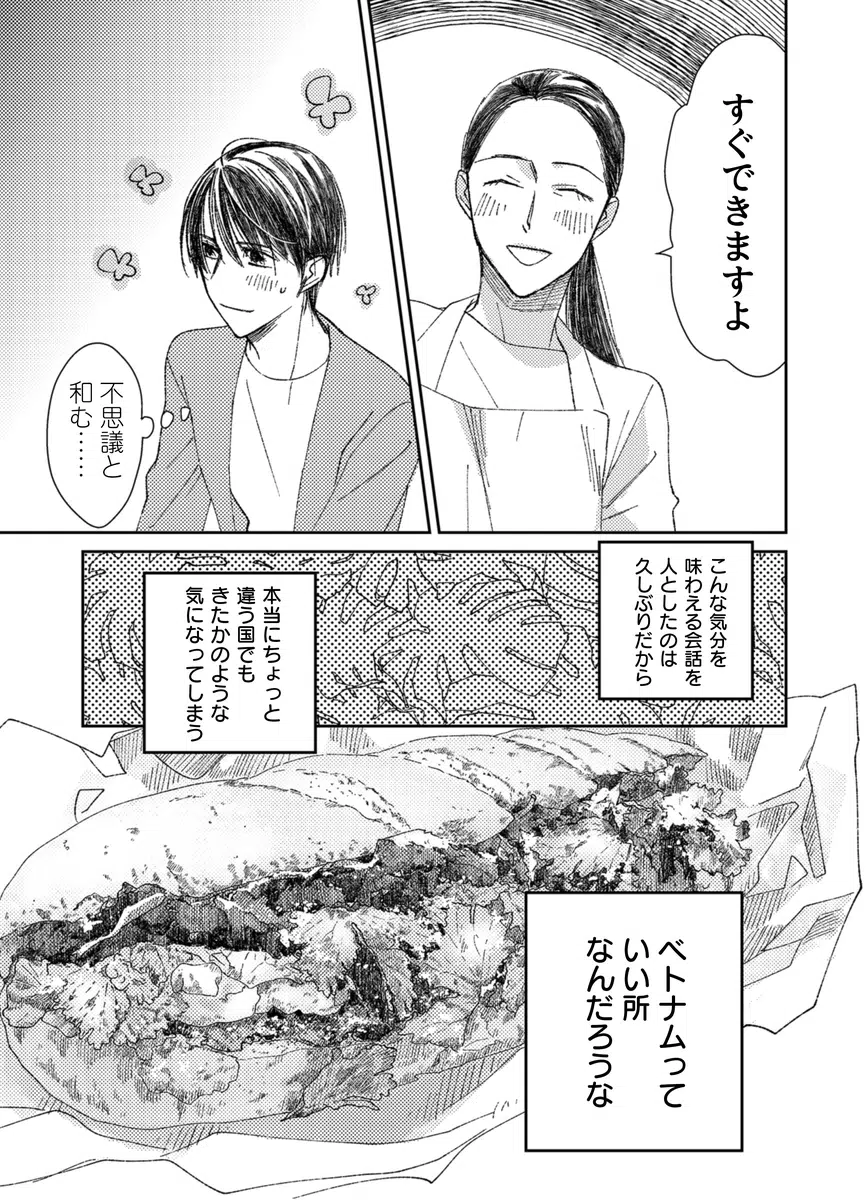 すぐできますよ
不思議と
和む……
こんな気分を
味わえる会話を
人としたのは
久しぶりだから
本当にちょっと
違う国でも
きたかのような
気になってしまう
ベトナムって
いい所
なんだろうな